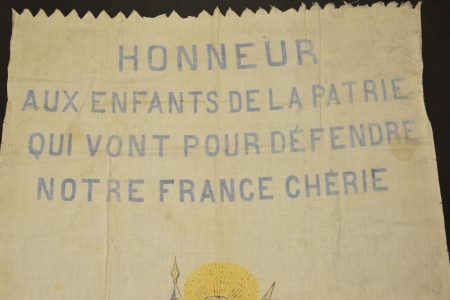 HONNEUR
AUX ENFANTS DE LA PATRIE
QUI VONT POUR DÉFENDRE
NOTRE FRANCE CHÉRIE